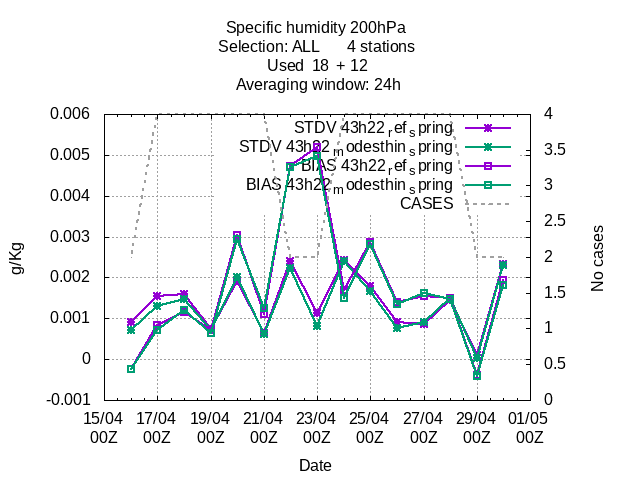 Specific humidity 200hPa
Selection: ALL 4 stations
Used 18 + 12
Averaging window: 24h
0.006
0.005
0.004
0.003
0.002
0.001
0
-0.001
g/Kg
4
3.5
3
2.5
2
1.5
1
0.5
0
No cases
STDV 43h22refspring
STDV 43h22modesthinspring
BIAS 43h22refspring
BIAS 43h22modesthinspring
CASES
15/04 17/04 19/04 21/04 23/04 25/04 27/04 29/04 01/05
00Z 00Z 00Z 00Z 00Z 00Z 00Z 00Z 00Z
Date